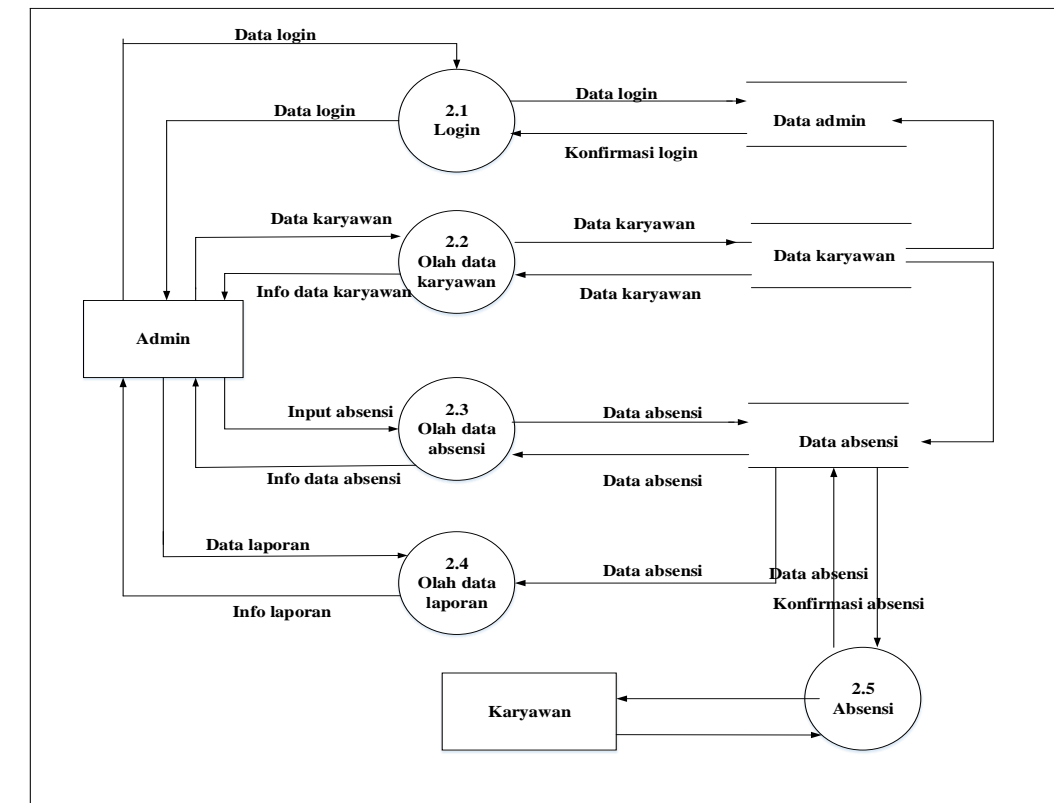 Data login
Data login
2.1
Login
Data login
Konfirmasi login
Data admin
Data karyawan
Info data karyawan
2.2
Olah data
karyawan
Data karyawan
Data karyawan
Data karyawan
Admin
Input absensi
Info data absensi
2.3
Olah data
absensi
Data absensi
Data absensi
Data absensi
Data laporan
Info laporan
2.4
Olah data
laporan
Data absensi
Data absensi
Konfirmasi absensi
Karyawan
2.5
Absensi